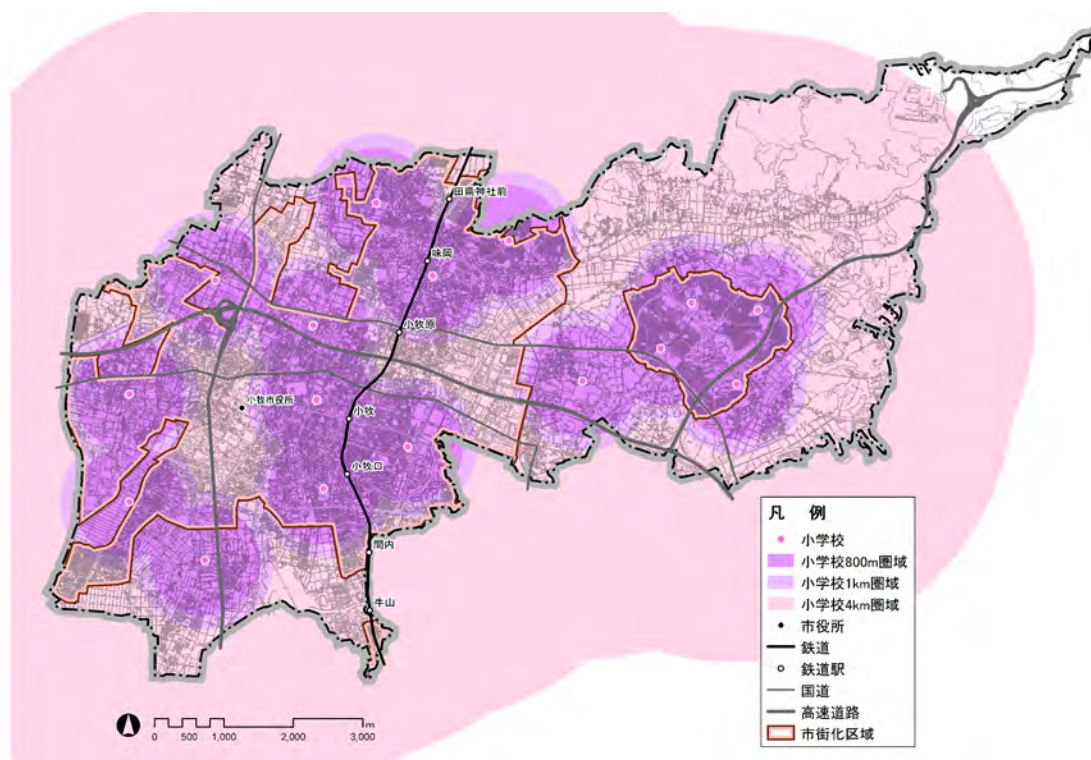 田県神社前
味岡
小牧原
小牧市役所
小牧
小牧口
間内
牛山
凡 例
小学校
小学校800m圏域
小学校1km圏域
小学校4km圏域
市役所
鉄道
鉄道駅
国道
高速道路
市街化区域
m
0 500 1,000 2,000 3,000